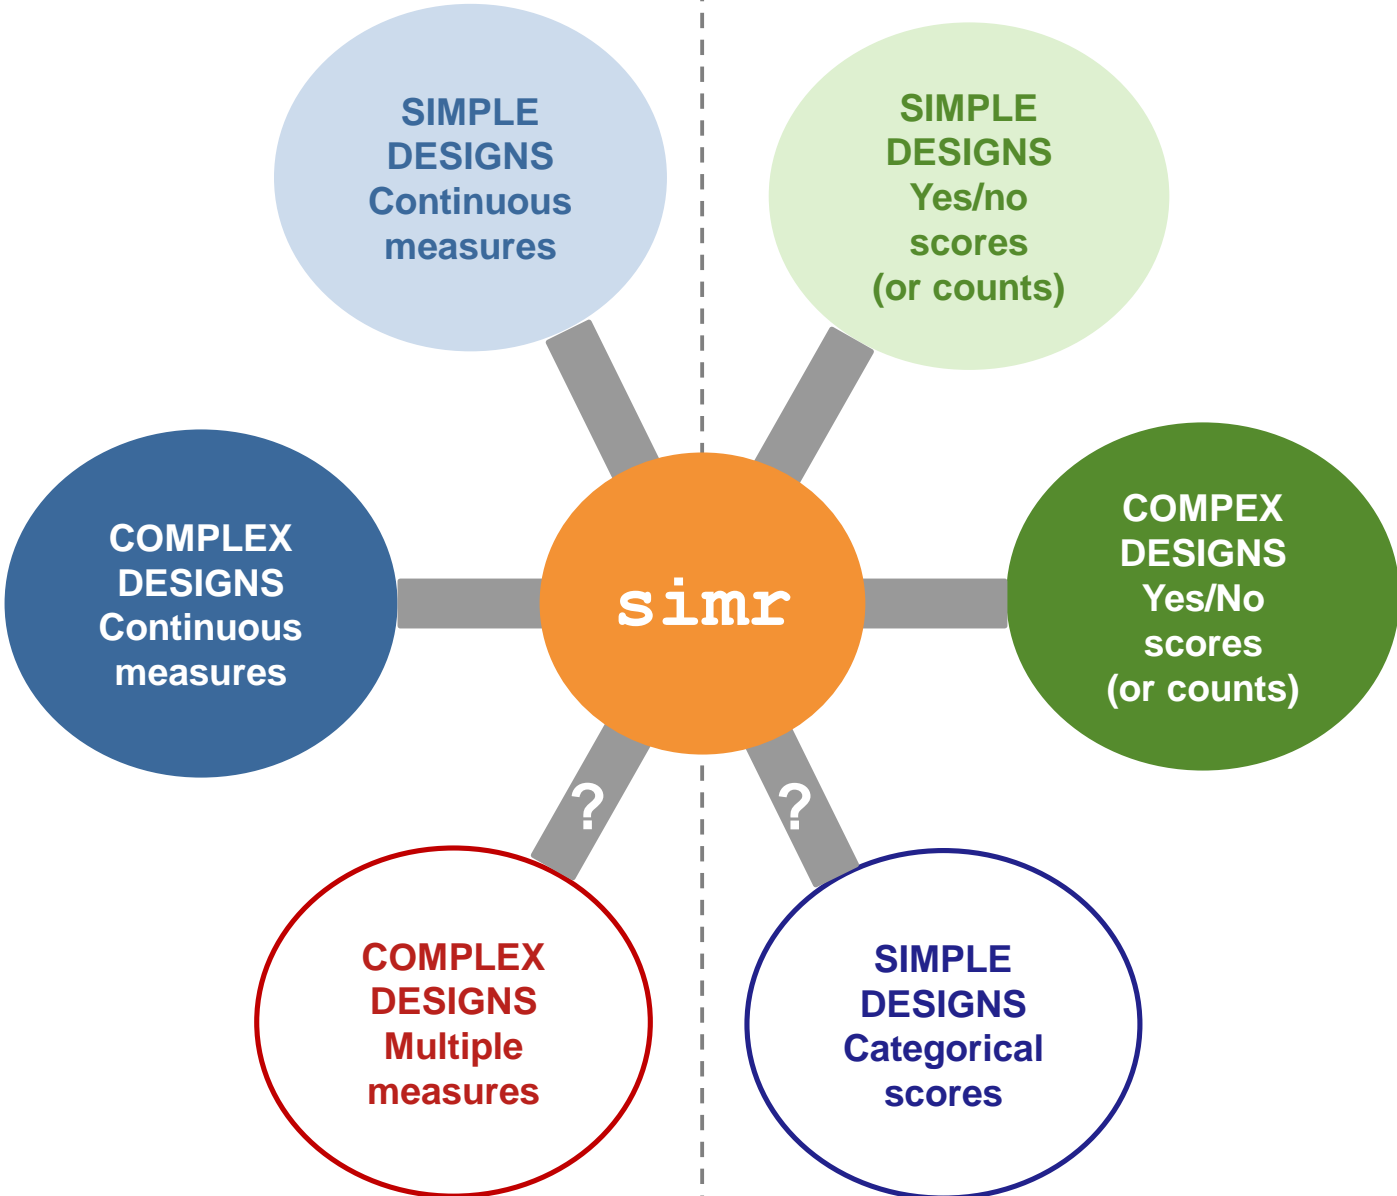 SIMPLE
DESIGNS
Continuous
measures
SIMPLE
DESIGNS
Yes/no
scores
(or counts)
COMPLEX
DESIGNS
Continuous
measures
simr
COMPEX
DESIGNS
Yes/No
scores
(or counts)
?
?
COMPLEX
DESIGNS
Multiple
measures
SIMPLE
DESIGNS
Categorical
scores